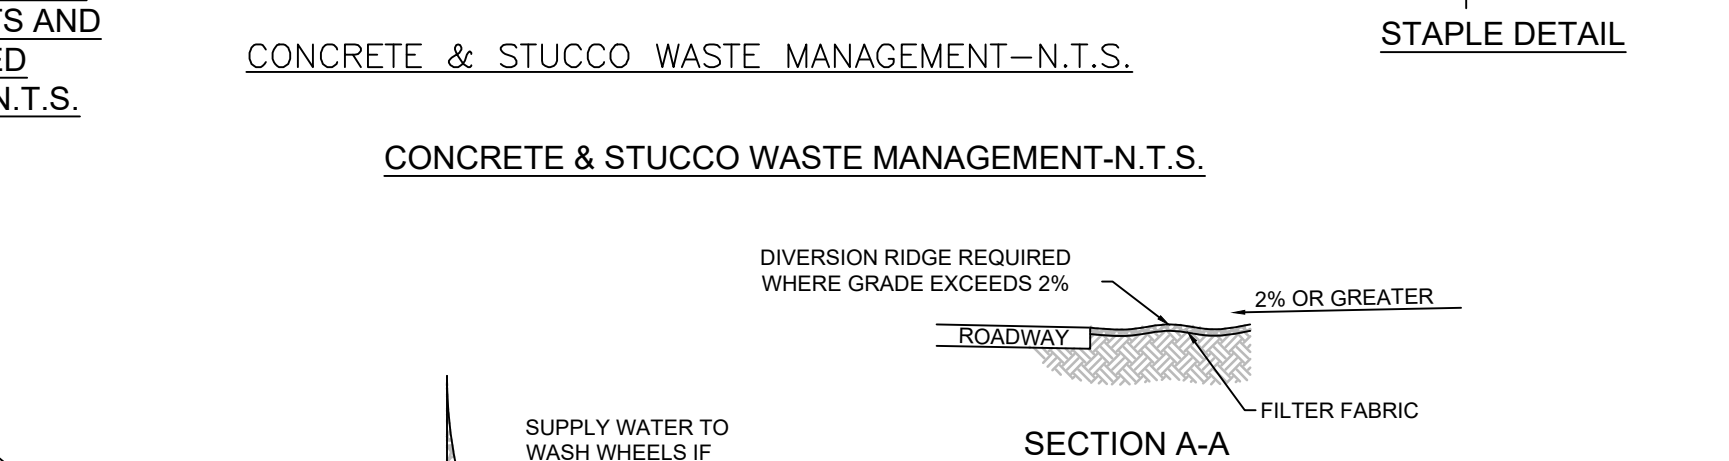 TS AND
ED
N.T.S.
CONCRETE & STUCCO WASTE MANAGEMENT-N.T.S.
STAPLE DETAIL
CONCRETE & STUCCO WASTE MANAGEMENT-N.T.S.
DIVERSION RIDGE REQUIRED
WHERE GRADE EXCEEDS 2%
2% OR GREATER
ROADWAY
FILTER FABRIC
SECTION A-A
SUPPLY WATER TO
WASH WHEELS IF